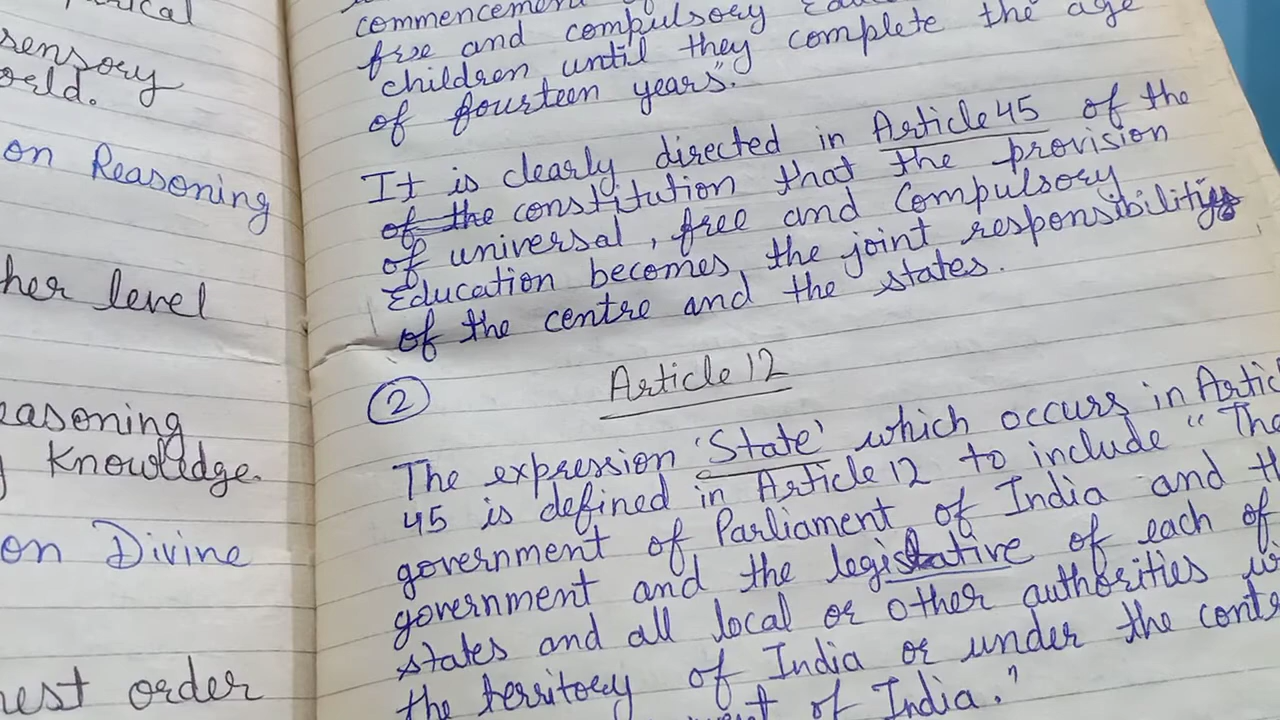 sensory
on Reasoning
her level
easoning
Knowledge.
on Divine
order
commencement
free and compulsory
children until they complete the age
of fourteen years".
It is clearly directed in Article 45 of the
of the constitution that the provision
of universal, free and Compulsory
Education becomes the joint responsibility
of the centre and the states.
② Article 12
The expression 'State' which occurs in Artic
45 is defined in Article 12 to include " The
government of Parliament of India and th
government and the legislative of each of
states and all local or other authorities wi
the territory of India or under the contr
of India."